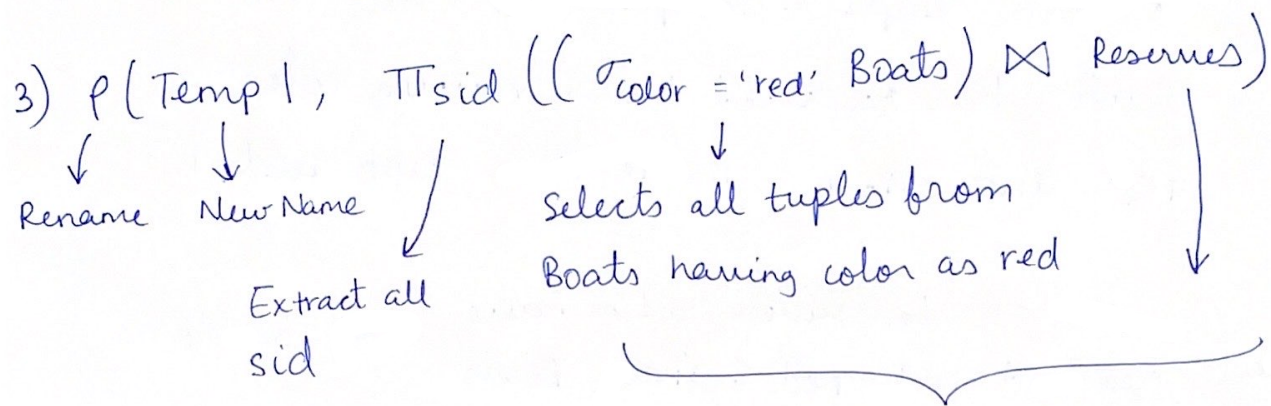 3) ρ(Temp1, πsid ((σcolor = 'red' Boats) ⋈ Reserves)
Rename New Name
Selects all tuples from
Boats having color as red
Extract all
sid